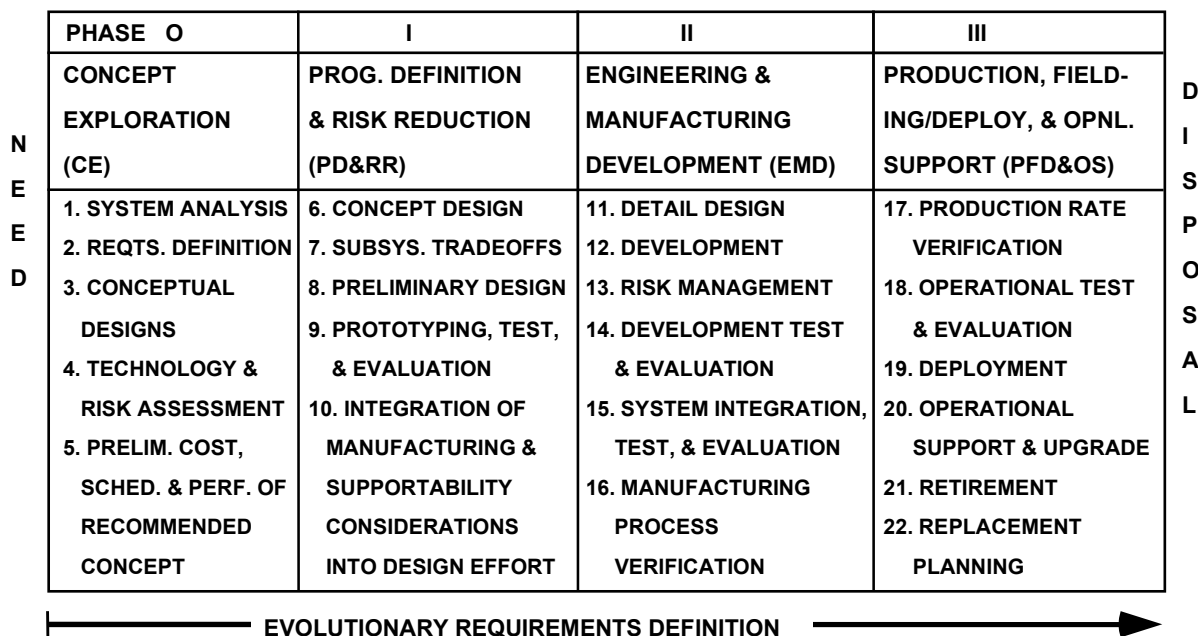 NEED
PHASE O
CONCEPT
EXPLORATION
(CE)
1. SYSTEM ANALYSIS
2. REQTS. DEFINITION
3. CONCEPTUAL
DESIGNS
4. TECHNOLOGY &
RISK ASSESSMENT
5. PRELIM. COST,
SCHED. & PERF. OF
RECOMMENDED
CONCEPT
I
PROG. DEFINITION
& RISK REDUCTION
(PD&RR)
6. CONCEPT DESIGN
7. SUBSYS. TRADEOFFS
8. PRELIMINARY DESIGN
9. PROTOTYPING, TEST,
& EVALUATION
10. INTEGRATION OF
MANUFACTURING &
SUPPORTABILITY
CONSIDERATIONS
INTO DESIGN EFFORT
II
ENGINEERING &
MANUFACTURING
DEVELOPMENT (EMD)
11. DETAIL DESIGN
12. DEVELOPMENT
13. RISK MANAGEMENT
14. DEVELOPMENT TEST
& EVALUATION
15. SYSTEM INTEGRATION,
TEST, & EVALUATION
16. MANUFACTURING
PROCESS
VERIFICATION
III
PRODUCTION, FIELD-
ING/DEPLOY, & OPNL.
SUPPORT (PFD&OS)
17. PRODUCTION RATE
VERIFICATION
18. OPERATIONAL TEST
& EVALUATION
19. DEPLOYMENT
20. OPERATIONAL
SUPPORT & UPGRADE
21. RETIREMENT
22. REPLACEMENT
PLANNING
DISPOSAL
EVOLUTIONARY REQUIREMENTS DEFINITION